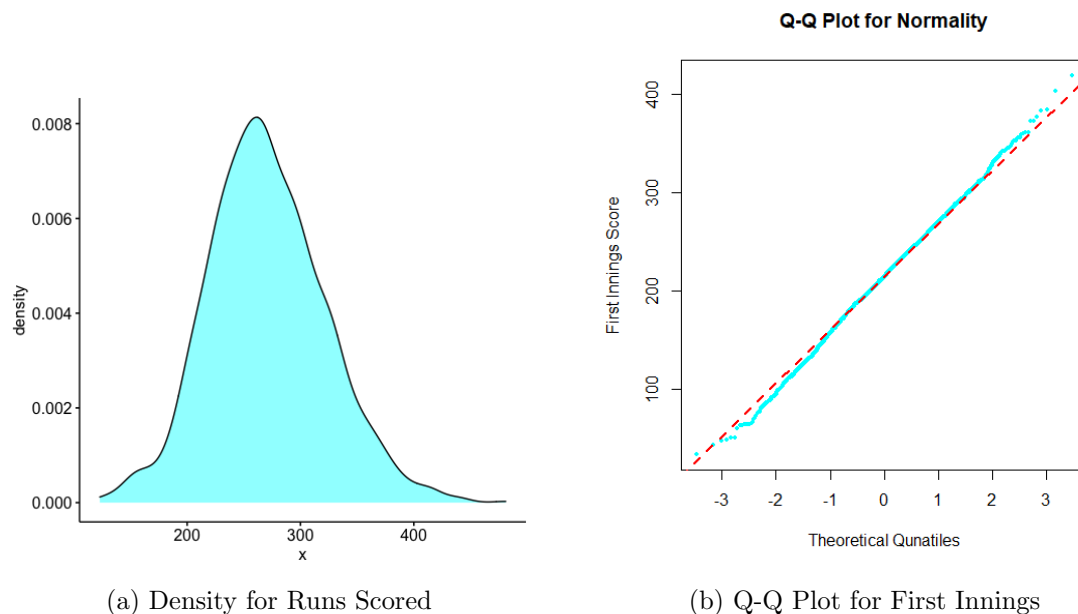 0.008
0.006
0.004
0.002
0.000
density
200 300 400
x
(a) Density for Runs Scored
Q-Q Plot for Normality
400
300
200
100
First Innings Score
-3 -2 -1 0 1 2 3
Theoretical Qunatiles
(b) Q-Q Plot for First Innings